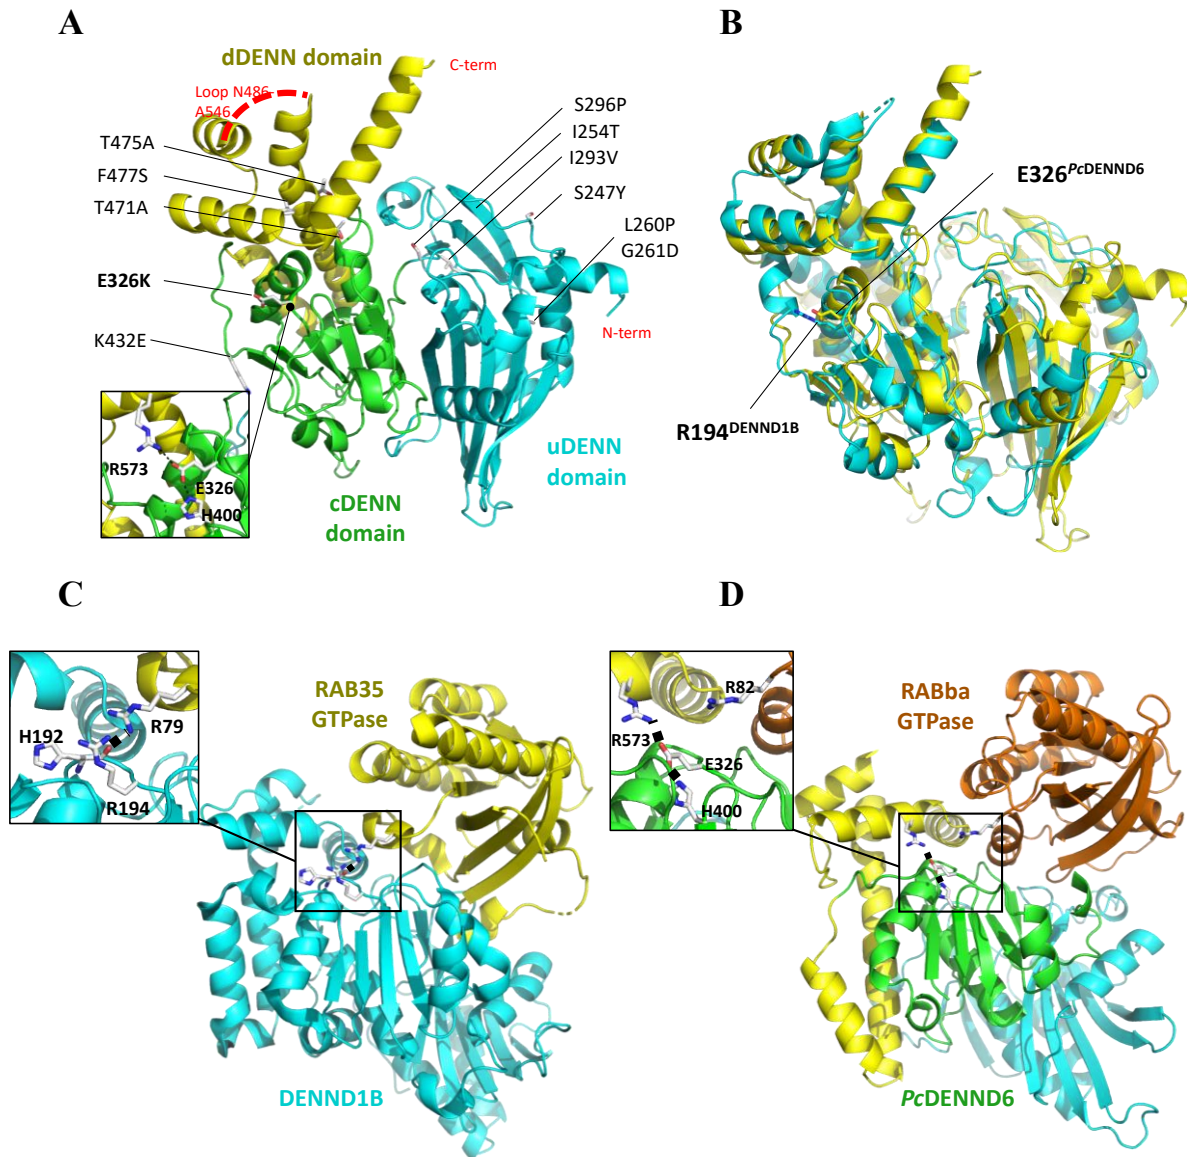 A
dDENN domain
C-term
Loop N486-
A546
T475A
F477S
T471A
E326K
K432E
S296P
I254T
I293V
S247Y
L260P
G261D
N-term
R573
E326
H400
cDENN
domain
uDENN
domain
B
E326PcDENND6
R194DENND1B
C
H192
R79
R194
RAB35
GTPase
DENND1B
D
R82
R573
E326
H400
RABba
GTPase
PcDENND6